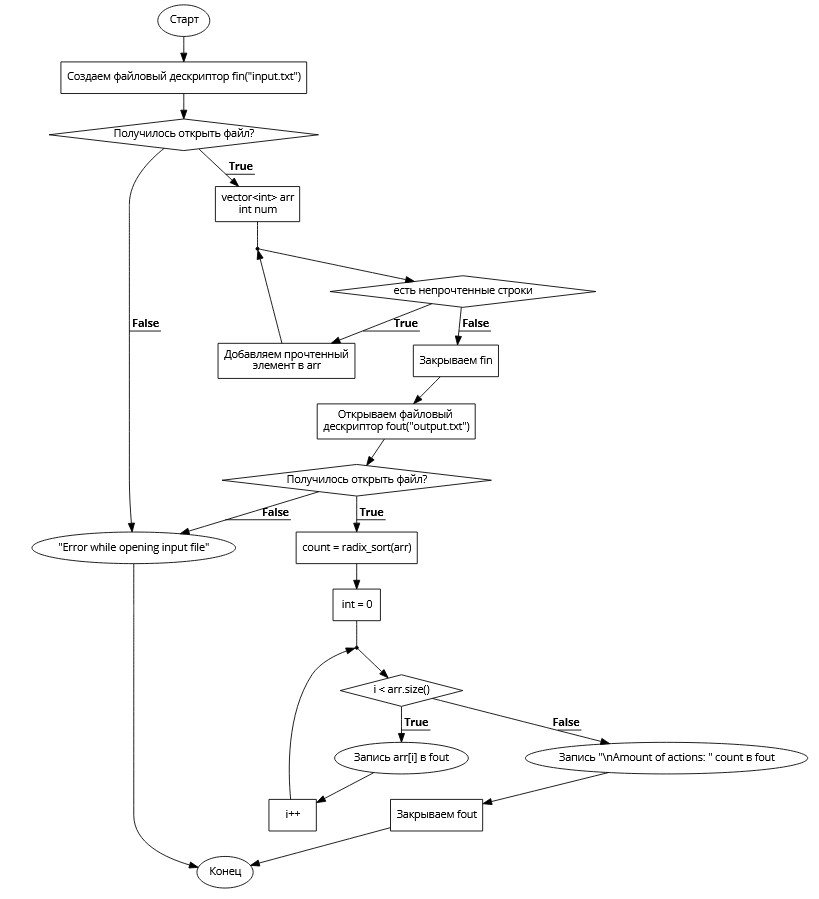 Старт
Создаем файловый дескриптор fin("input.txt")
Получилось открыть файл?
True
vector<int> arr
int num
есть непрочтенные строки
False
True
False
Добавляем прочтенный
элемент в arr
Закрываем fin
Открываем файловый
дескриптор fout("output.txt")
Получилось открыть файл?
False
True
"Error while opening input file"
count = radix_sort(arr)
int = 0
i < arr.size()
True
False
Запись arr[i] в fout
Запись "\nAmount of actions: " count в fout
i++
Закрываем fout
Конец